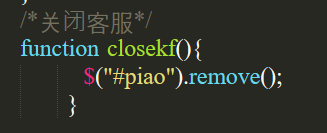 /*关闭客服*/
function closekf(){
$("#piao").remove();
}